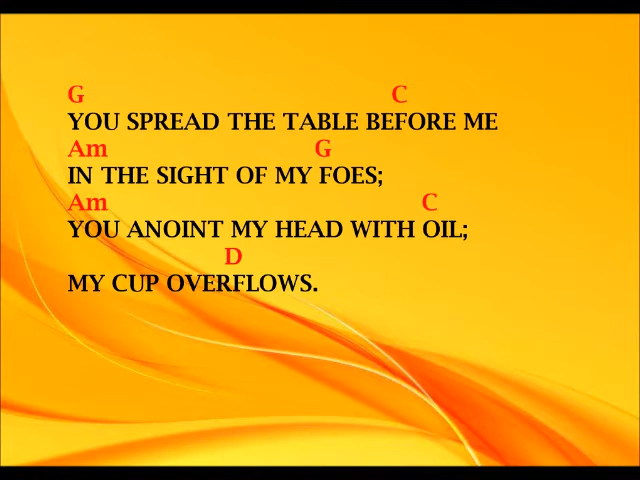 G C
YOU SPREAD THE TABLE BEFORE ME
Am G
IN THE SIGHT OF MY FOES;
Am C
YOU ANOINT MY HEAD WITH OIL;
D
MY CUP OVERFLOWS.